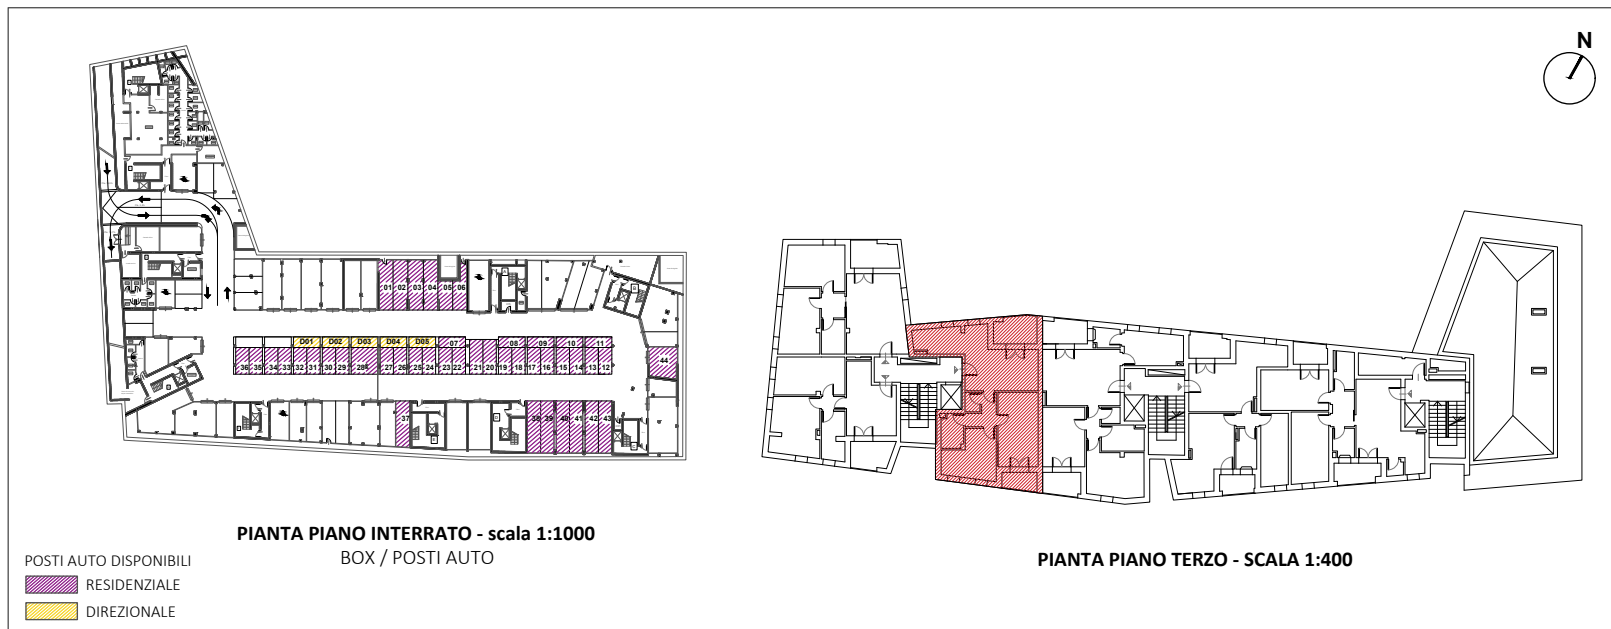 N
01 02 03 04 05 06
D01 D02 D03 D04 D05 07 08 09 10 11
36 35 34 33 32 31 30 29 28 27 26 25 24 23 22 21 20 19 18 17 16 15 14 13 12
44
37 38 39 40 41 42 43
PIANTA PIANO INTERRATO - scala 1:1000
BOX / POSTI AUTO
PIANTA PIANO TERZO - SCALA 1:400
POSTI AUTO DISPONIBILI
RESIDENZIALE
DIREZIONALE